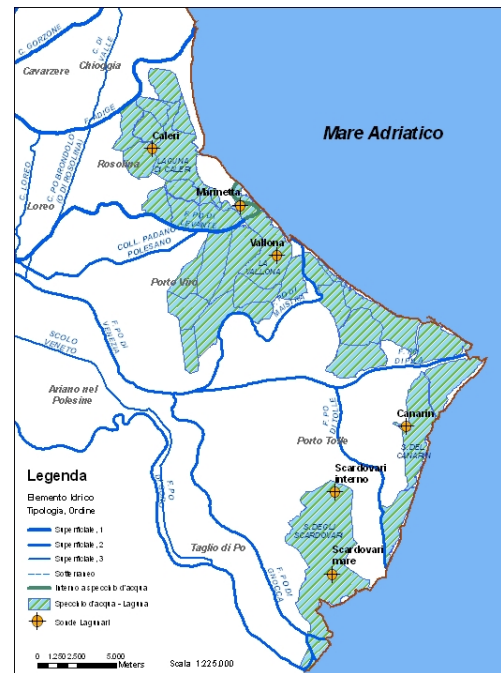 C. GORZONE
C. DI
VALLE
Chioggia
Cavarzere
F. ADIGE
Mare Adriatico
Caleri
Rosolina
LAGUNA
DI CALERI
C. PO BRONDOLO
(O DI ROSOLINA)
C. LOREO
Loreo
Marinetta
F. PO DI
LEVANTE
COLL. PADANO
POLESANO
Vallona
LA
VALLONA
Porto Viro
PO DI
MAISTRA
F. PO DI
VENEZIA
SCOLO
VENETO
F. PO
DI PILA
Ariano nel
Polesine
F. PO
DI TOLLE
Canarin
S. DEL
CANARIN
Porto Tolle
Scardovari
interno
S. DEGLI
SCARDOVARI
Scardovari
mare
F. PO
Taglio di Po
F. PO DI
GNOCCA
Legenda
Elemento Idrico
Tipologia, Ordine
Superficiale, 1
Superficiale, 2
Superficiale, 3
Sotterraneo
Interno a specchio d'acqua
Specchio d'acqua - Laguna
Sonde Lagunari
0 1.250 2.500 5.000
Meters
Scala 1:225.000